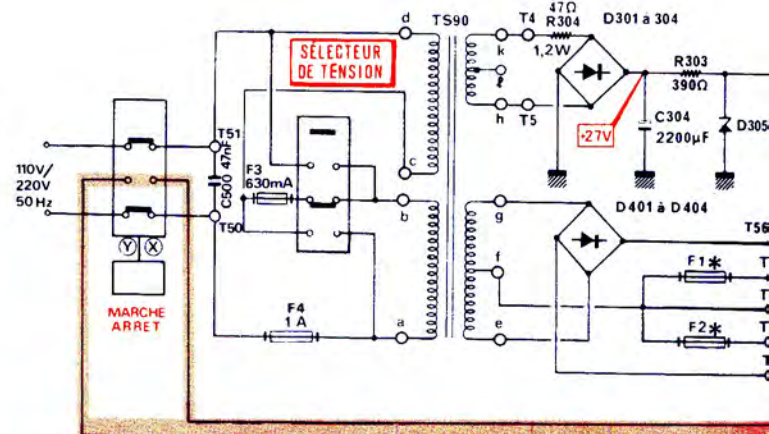 d
TS90
T4
47Ω
R304
1,2W
D301 à 304
SÉLECTEUR
DE TENSION
k
ℓ
h
T5
R303
390Ω
+27V
C304
2200µF
D305
T51
C500 47nF
T50
F3
630mA
c
b
110V/
220V
50 Hz
Y
X
MARCHE
ARRET
F4
1 A
a
g
f
e
D401 à D404
T56
F1*
F2*
T
T
T
T